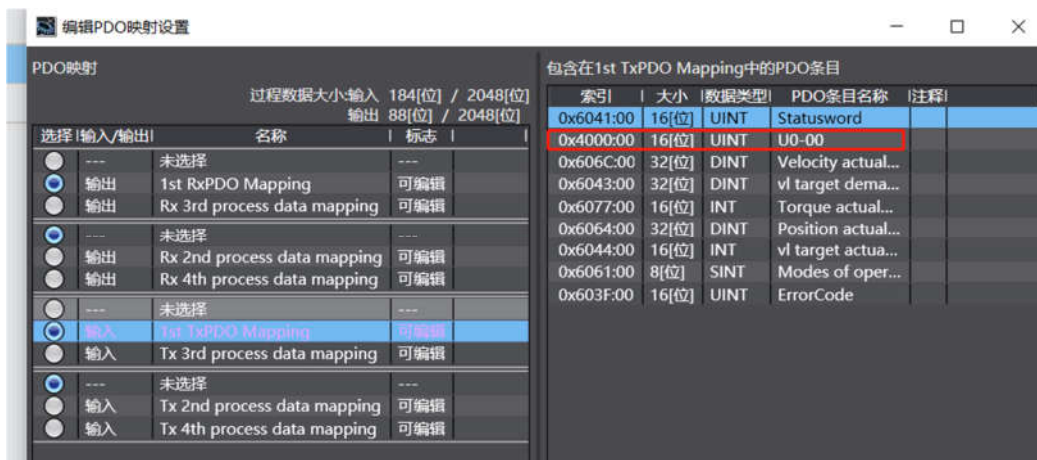 编辑PDO映射设置
PDO映射
过程数据大小:输入 184[位] / 2048[位]
输出 88[位] / 2048[位]
选择 输入/输出 名称 标志
--- 未选择 ---
输出 1st RxPDO Mapping 可编辑
输出 Rx 3rd process data mapping 可编辑
--- 未选择 ---
输出 Rx 2nd process data mapping 可编辑
输出 Rx 4th process data mapping 可编辑
--- 未选择 ---
输入 1st TxPDO Mapping 可编辑
输入 Tx 3rd process data mapping 可编辑
--- 未选择 ---
输入 Tx 2nd process data mapping 可编辑
输入 Tx 4th process data mapping 可编辑
包含在1st TxPDO Mapping中的PDO条目
索引 大小 数据类型 PDO条目名称 注释
0x6041:00 16[位] UINT Statusword
0x4000:00 16[位] UINT U0-00
0x606C:00 32[位] DINT Velocity actual...
0x6043:00 32[位] DINT vl target dema...
0x6077:00 16[位] INT Torque actual...
0x6064:00 32[位] DINT Position actual...
0x6044:00 16[位] INT vl target actua...
0x6061:00 8[位] SINT Modes of oper...
0x603F:00 16[位] UINT ErrorCode